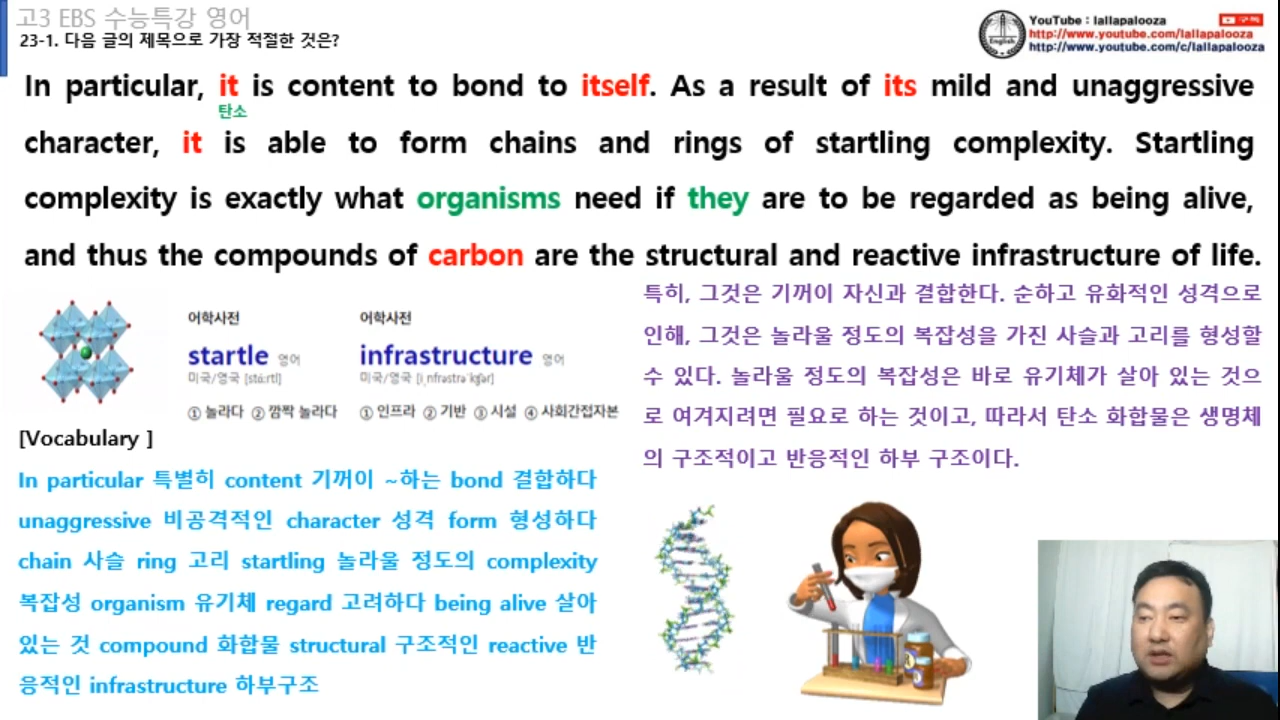 고3 EBS 수능특강 영어
23-1. 다음 글의 제목으로 가장 적절한 것은?
YouTube : lallapalooza
구독
http://www.youtube.com/lallapalooza
http://www.youtube.com/c/lallapalooza
English
In particular, it is content to bond to itself. As a result of its mild and unaggressive
탄소
character, it is able to form chains and rings of startling complexity. Startling
complexity is exactly what organisms need if they are to be regarded as being alive,
and thus the compounds of carbon are the structural and reactive infrastructure of life.
어학사전
startle 영어
미국/영국 [stɑ́ːrtl]
① 놀라다 ② 깜짝 놀라다
어학사전
infrastructure 영어
미국/영국
① 인프라 ② 기반 ③ 시설 ④ 사회간접자본
특히, 그것은 기꺼이 자신과 결합한다. 순하고 유화적인 성격으로
인해, 그것은 놀라울 정도의 복잡성을 가진 사슬과 고리를 형성할
수 있다. 놀라울 정도의 복잡성은 바로 유기체가 살아 있는 것으
로 여겨지려면 필요로 하는 것이고, 따라서 탄소 화합물은 생명체
의 구조적이고 반응적인 하부 구조이다.
[Vocabulary ]
In particular 특별히 content 기꺼이 ~하는 bond 결합하다
unaggressive 비공격적인 character 성격 form 형성하다
chain 사슬 ring 고리 startling 놀라울 정도의 complexity
복잡성 organism 유기체 regard 고려하다 being alive 살아
있는 것 compound 화합물 structural 구조적인 reactive 반
응적인 infrastructure 하부구조